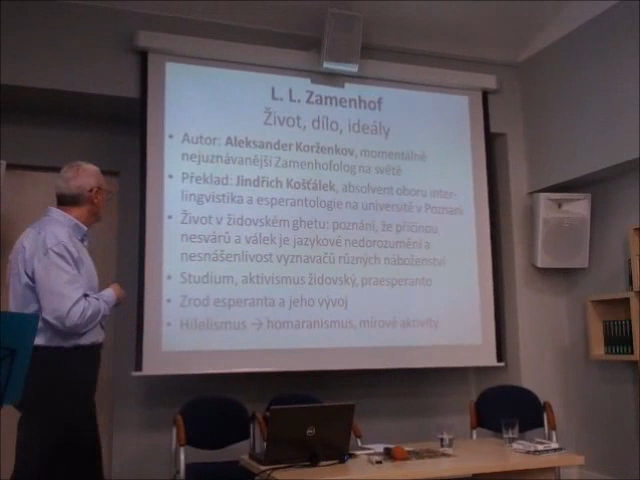 L. L. Zamenhof
Život, dílo, ideály
• Autor: Aleksander Korženkov, momentálně
nejuznávanější Zamenhofolog na světě
• Překlad: Jindřich Košťálek, absolvent oboru inter-
lingvistika a esperantologie na universitě v Poznani
• Život v židovském ghetu: poznání, že příčinou
nesvárů a válek je jazykové nedorozumění a
nesnášenlivost vyznavačů různých náboženství
• Studium, aktivismus židovský, praesperanto
• Zrod esperanta a jeho vývoj
• Hilelismus → homaranismus, mírové aktivity
DELL